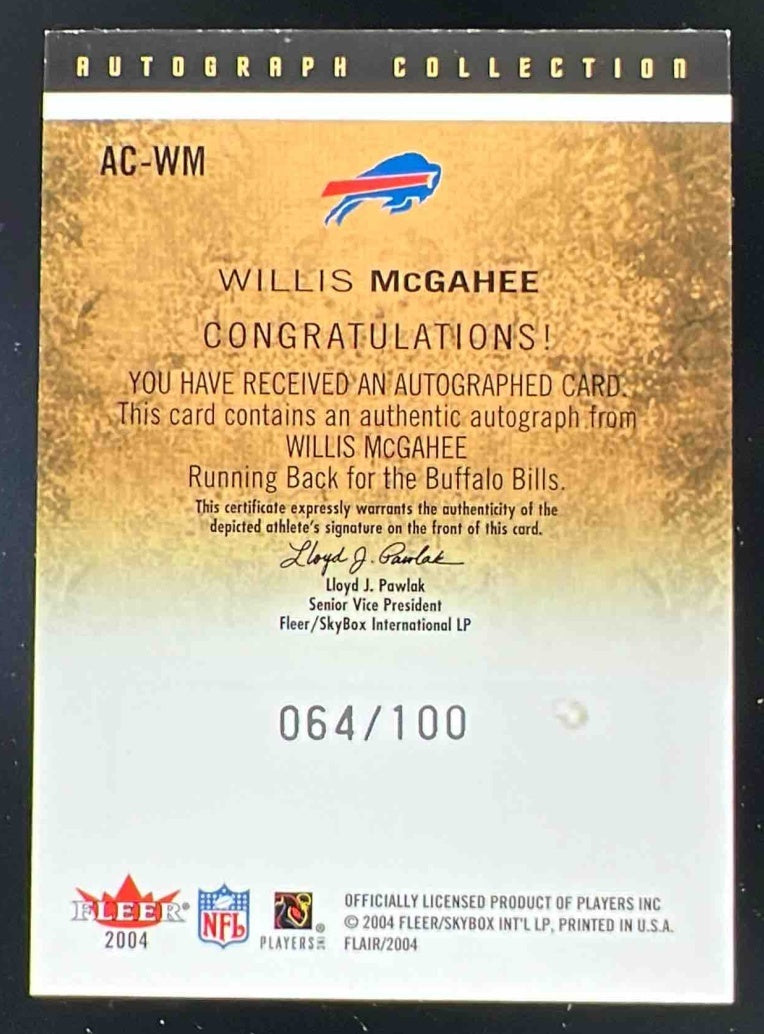 AUTOGRAPH COLLECTION
AC-WM
WILLIS McGAHEE
CONGRATULATIONS!
YOU HAVE RECEIVED AN AUTOGRAPHED CARD.
This card contains an authentic autograph from
WILLIS McGAHEE
Running Back for the Buffalo Bills.
This certificate expressly warrants the authenticity of the
depicted athlete's signature on the front of this card.
Lloyd J. Pawlak
Lloyd J. Pawlak
Senior Vice President
Fleer/SkyBox International LP
064/100
FLEER®
2004
NFL
®
PLAYERS INC
OFFICIALLY LICENSED PRODUCT OF PLAYERS INC
© 2004 FLEER/SKYBOX INT'L LP, PRINTED IN U.S.A.
FLAIR/2004